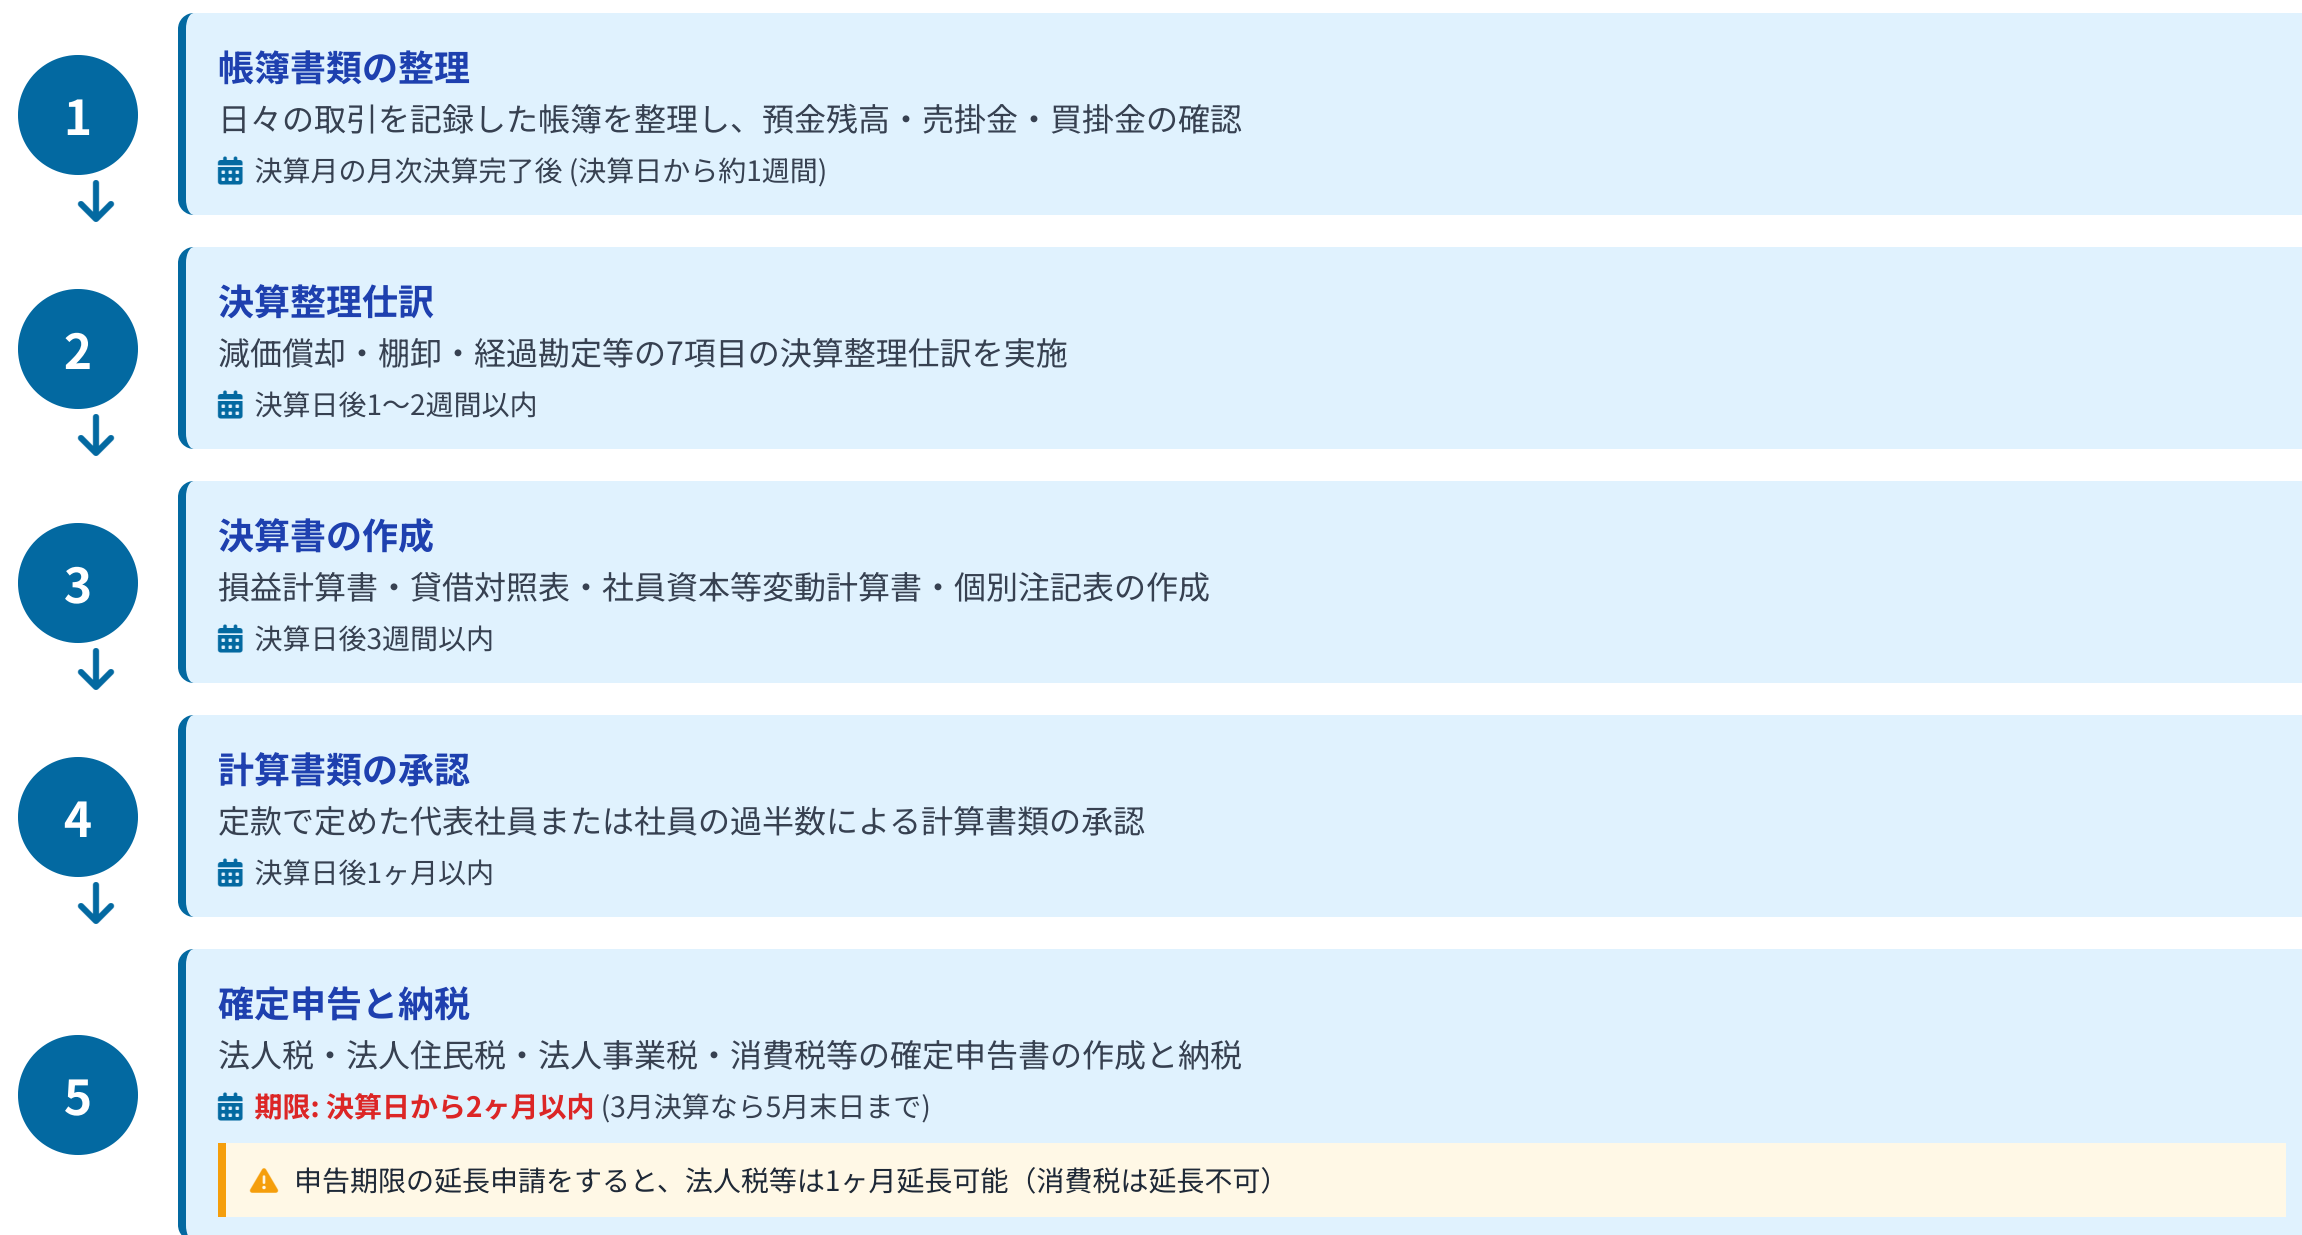 1
帳簿書類の整理
日々の取引を記録した帳簿を整理し、預金残高・売掛金・買掛金の確認
決算月の月次決算完了後 (決算日から約1週間)
2
決算整理仕訳
減価償却・棚卸・経過勘定等の7項目の決算整理仕訳を実施
決算日後1〜2週間以内
3
決算書の作成
損益計算書・貸借対照表・社員資本等変動計算書・個別注記表の作成
決算日後3週間以内
4
計算書類の承認
定款で定めた代表社員または社員の過半数による計算書類の承認
決算日後1ヶ月以内
5
確定申告と納税
法人税・法人住民税・法人事業税・消費税等の確定申告書の作成と納税
期限: 決算日から2ヶ月以内 (3月決算なら5月末日まで)
申告期限の延長申請をすると、法人税等は1ヶ月延長可能（消費税は延長不可）